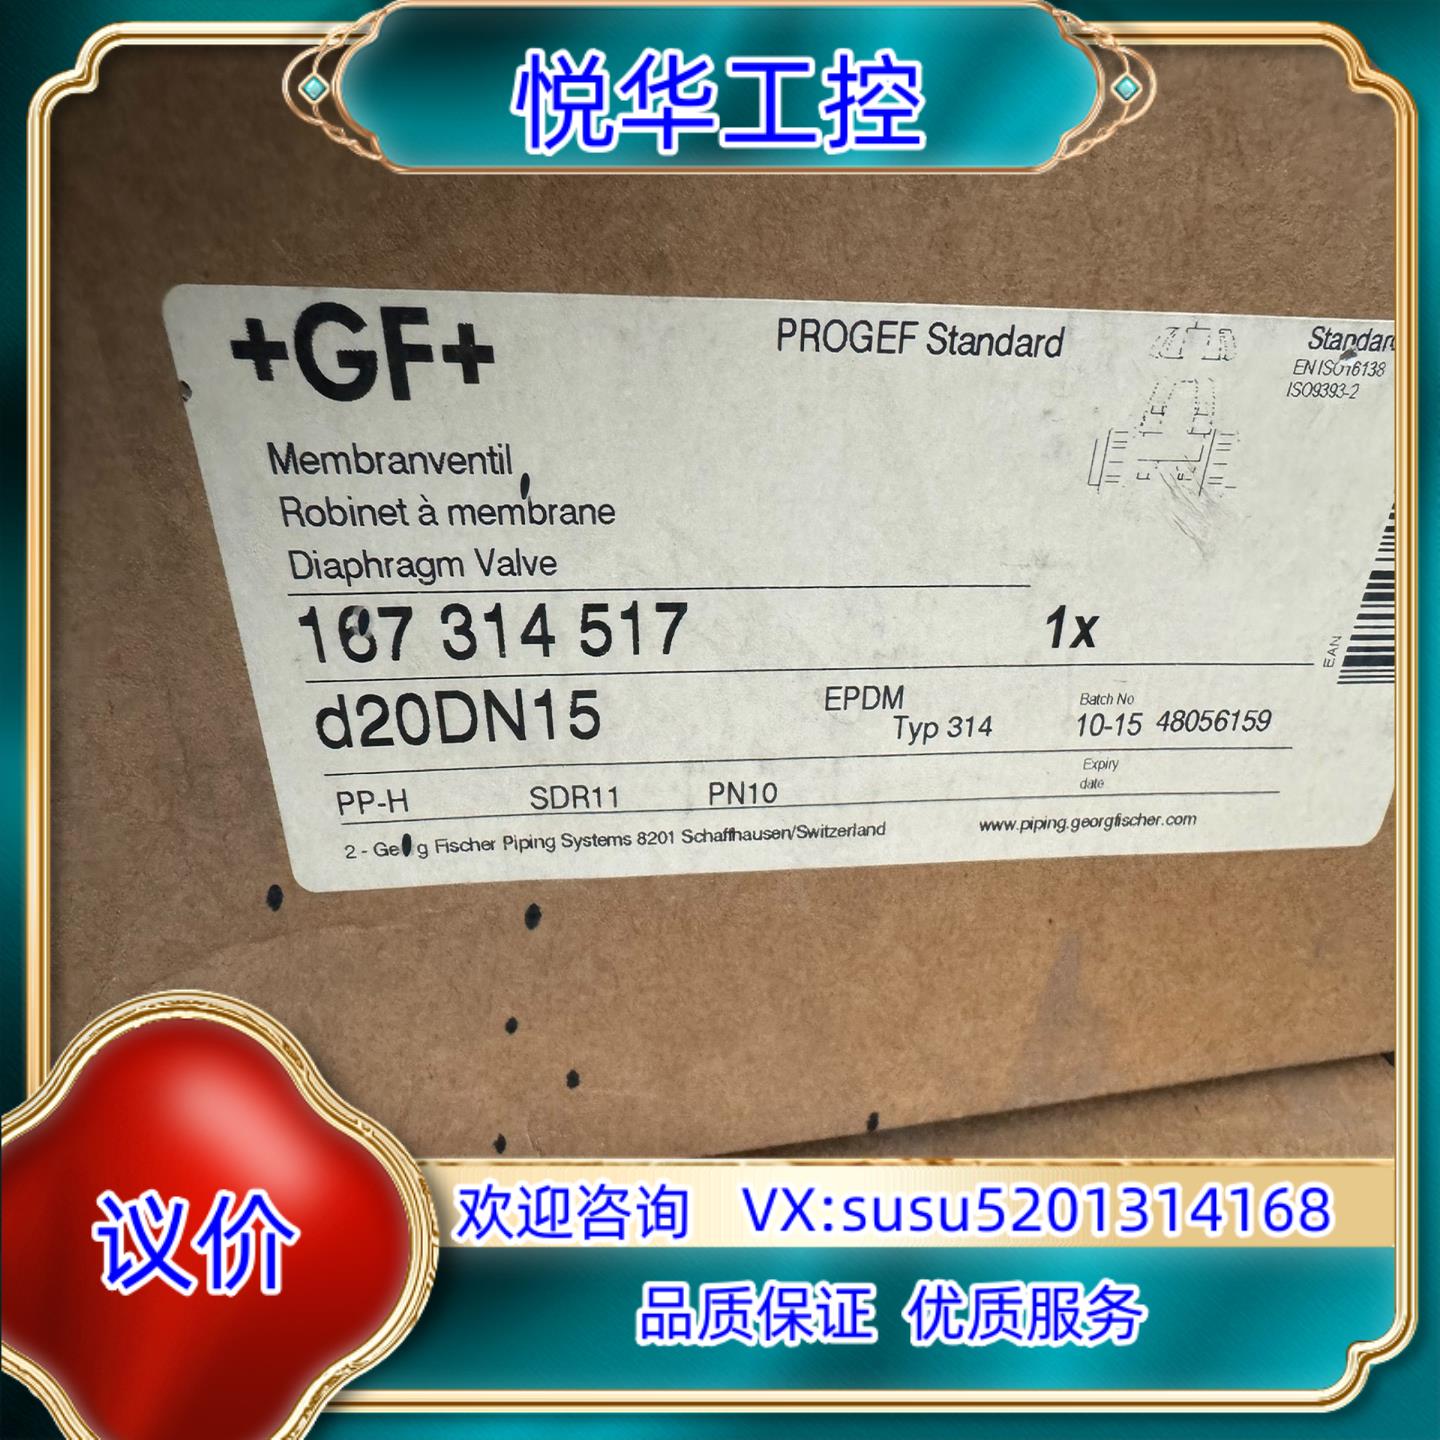 悦华工控
+GF+
PROGEF Standard
Standar
EN ISO16138
ISO9393-2
Membranventil
Robinet à membrane
Diaphragm Valve
167 314 517
1x
EAN
d20DN15
EPDM
Typ 314
Batch No
10-15 48056159
Expiry
date
PP-H SDR11 PN10
2 - Georg Fischer Piping Systems 8201 Schaffhausen/Switzerland
www.piping.georgfischer.com
议价
欢迎咨询 VX:susu5201314168
品质保证 优质服务